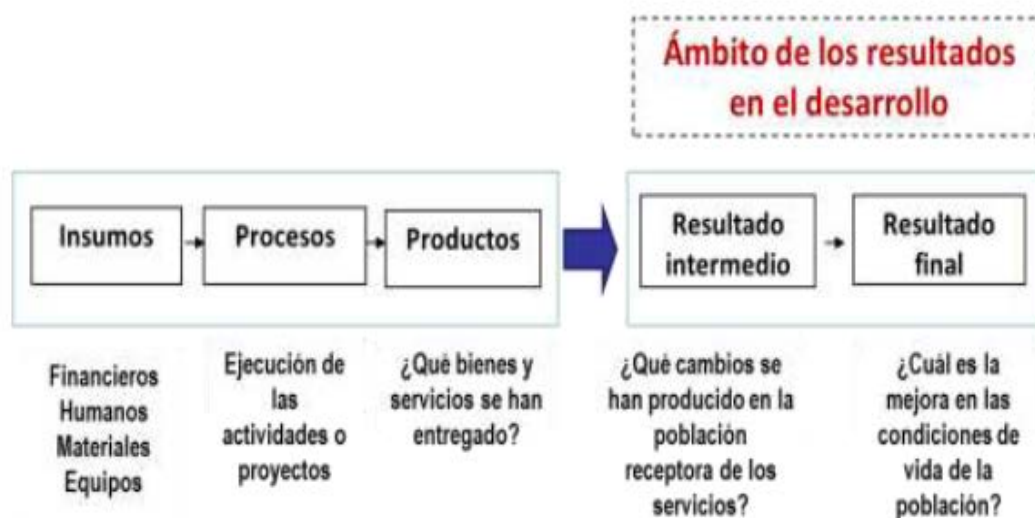 Ámbito de los resultados
en el desarrollo
Insumos
Procesos
Productos
Resultado
intermedio
Resultado
final
Financieros
Humanos
Materiales
Equipos
Ejecución de
las
actividades o
proyectos
¿Qué bienes y
servicios se han
entregado?
¿Qué cambios se
han producido en la
población
receptora de los
servicios?
¿Cuál es la
mejora en las
condiciones de
vida de la
población?